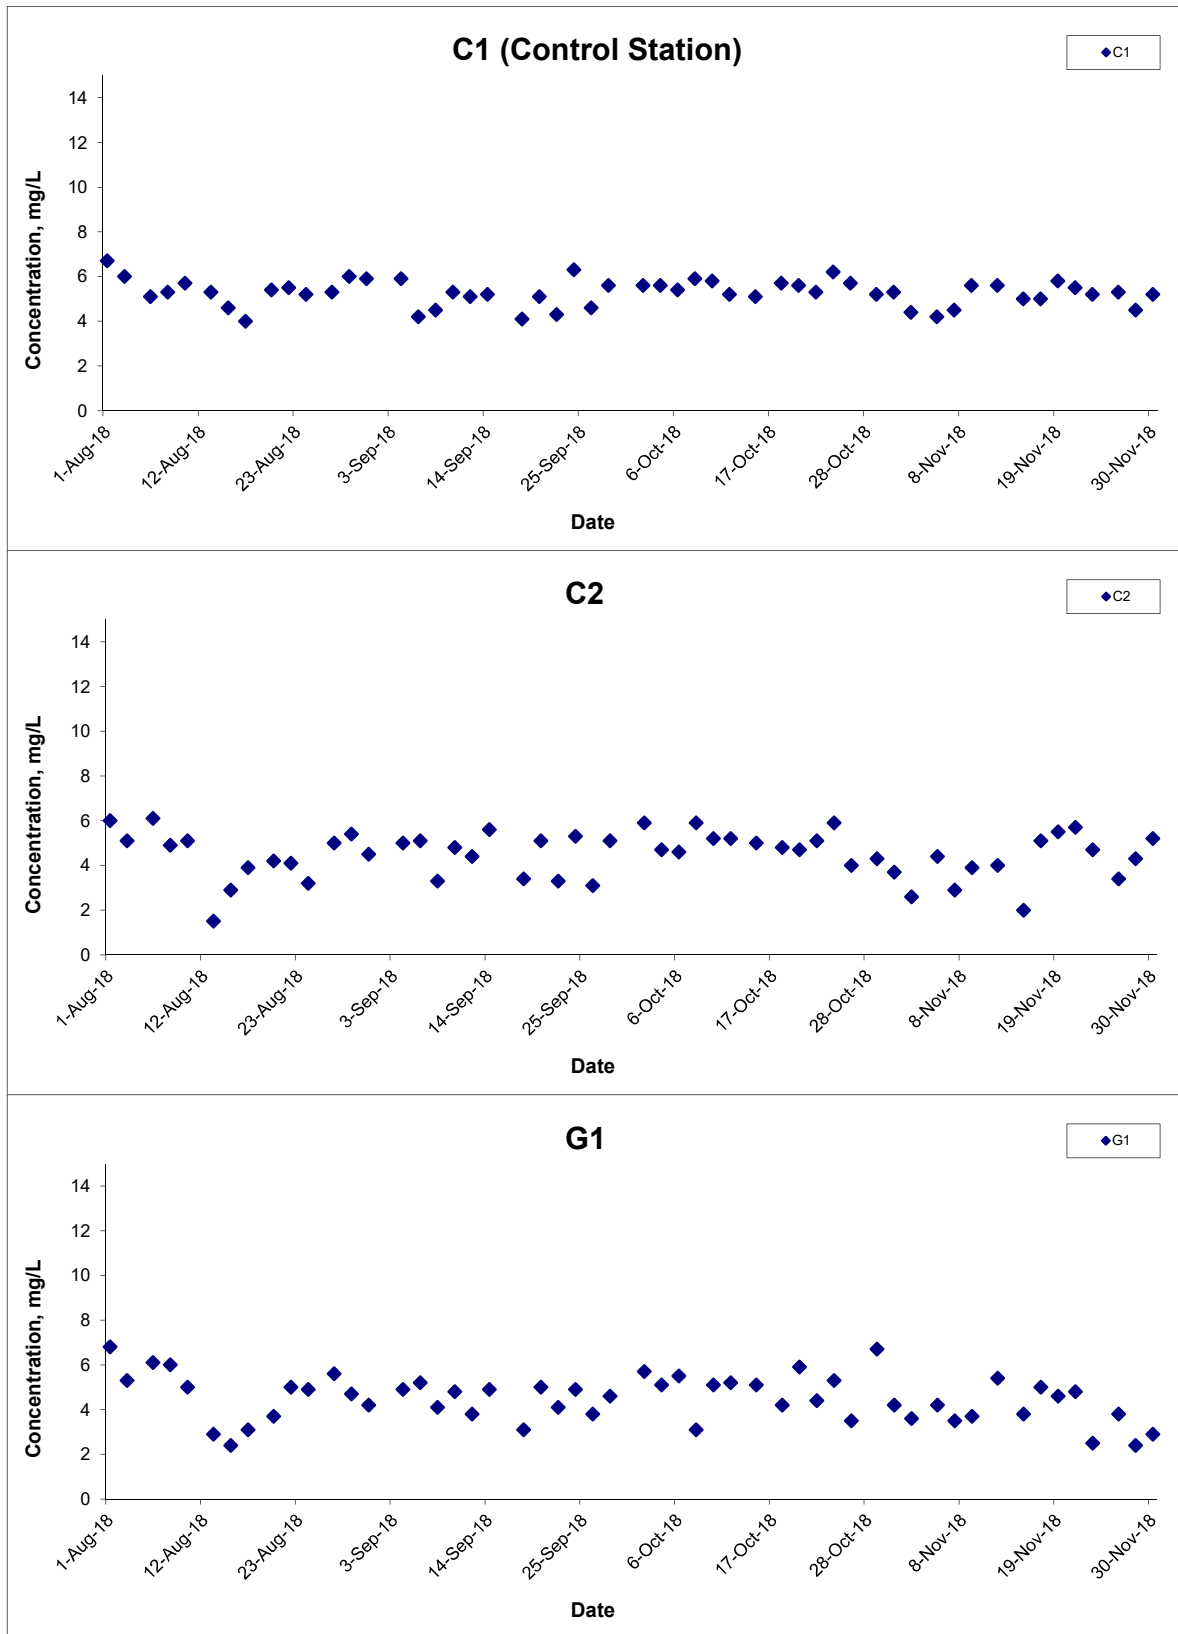 C1 (Control Station)
C1
Concentration, mg/L
14
12
10
8
6
4
2
0
1-Aug-18
12-Aug-18
23-Aug-18
3-Sep-18
14-Sep-18
25-Sep-18
6-Oct-18
17-Oct-18
28-Oct-18
8-Nov-18
19-Nov-18
30-Nov-18
Date
C2
C2
Concentration, mg/L
14
12
10
8
6
4
2
0
1-Aug-18
12-Aug-18
23-Aug-18
3-Sep-18
14-Sep-18
25-Sep-18
6-Oct-18
17-Oct-18
28-Oct-18
8-Nov-18
19-Nov-18
30-Nov-18
Date
G1
G1
Concentration, mg/L
14
12
10
8
6
4
2
0
1-Aug-18
12-Aug-18
23-Aug-18
3-Sep-18
14-Sep-18
25-Sep-18
6-Oct-18
17-Oct-18
28-Oct-18
8-Nov-18
19-Nov-18
30-Nov-18
Date